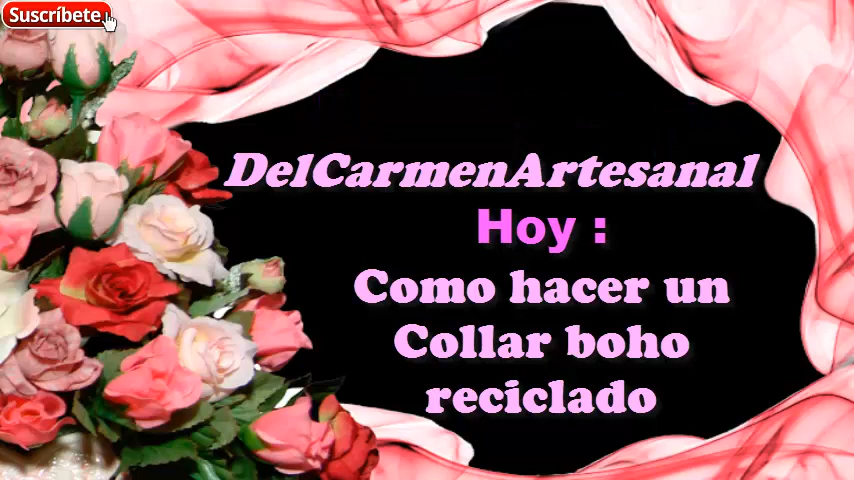 Suscríbete
DelCarmenArtesanal
Hoy :
Como hacer un
Collar boho
reciclado